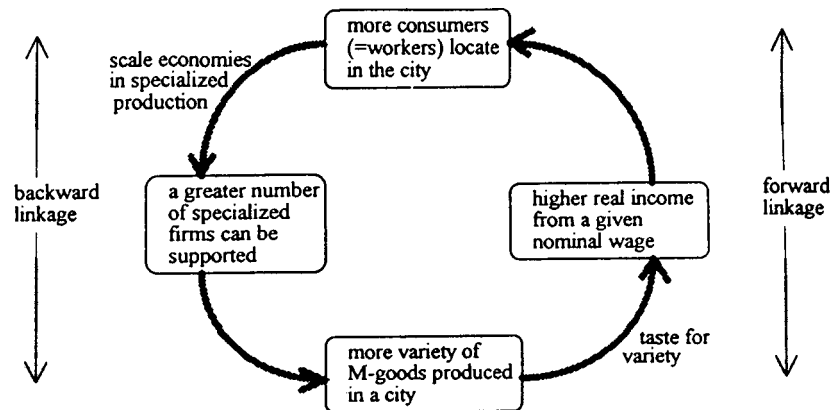 more consumers
(=workers) locate
in the city
scale economies
in specialized
production
backward
linkage
a greater number
of specialized
firms can be
supported
higher real income
from a given
nominal wage
forward
linkage
more variety of
M-goods produced
in a city
taste for
variety